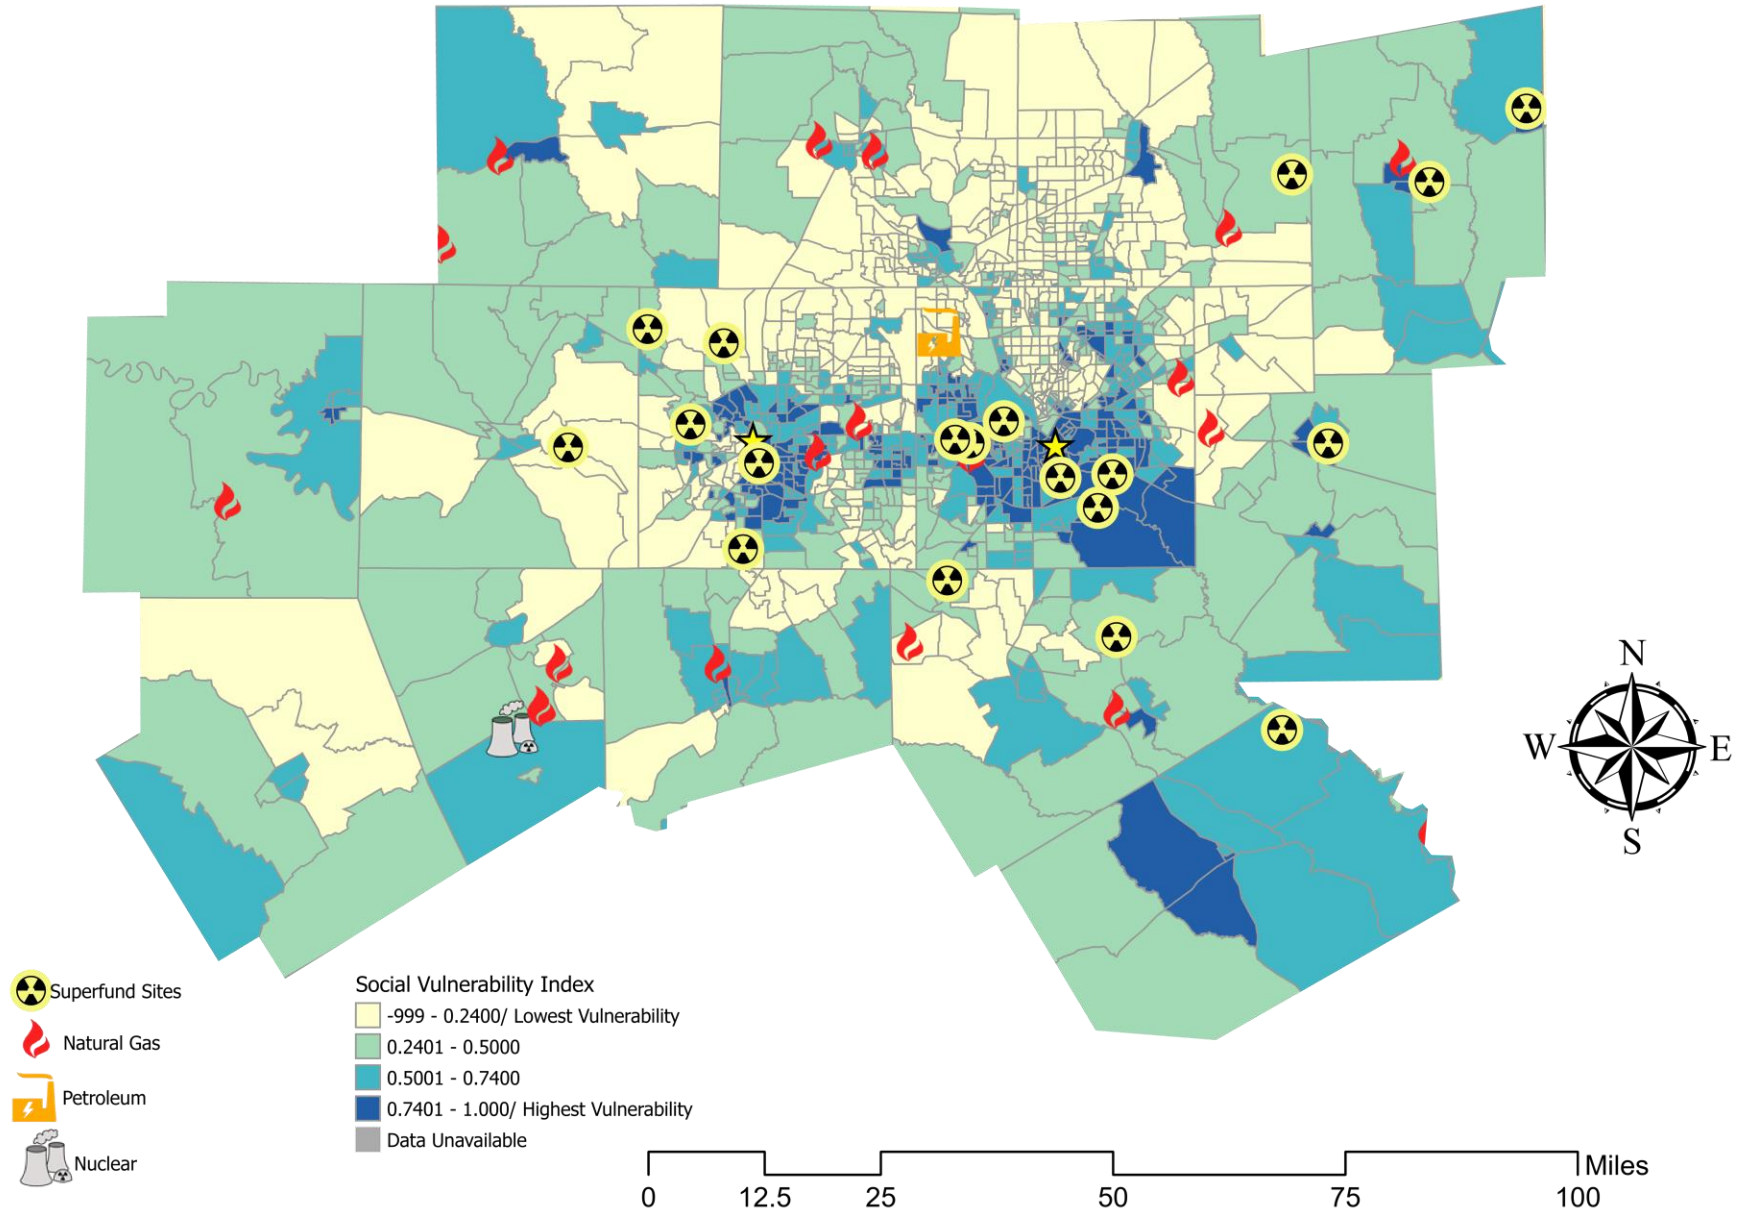 N
W E
S
Superfund Sites
Natural Gas
Petroleum
Nuclear
Social Vulnerability Index
-999 - 0.2400/ Lowest Vulnerability
0.2401 - 0.5000
0.5001 - 0.7400
0.7401 - 1.000/ Highest Vulnerability
Data Unavailable
Miles
0 12.5 25 50 75 100